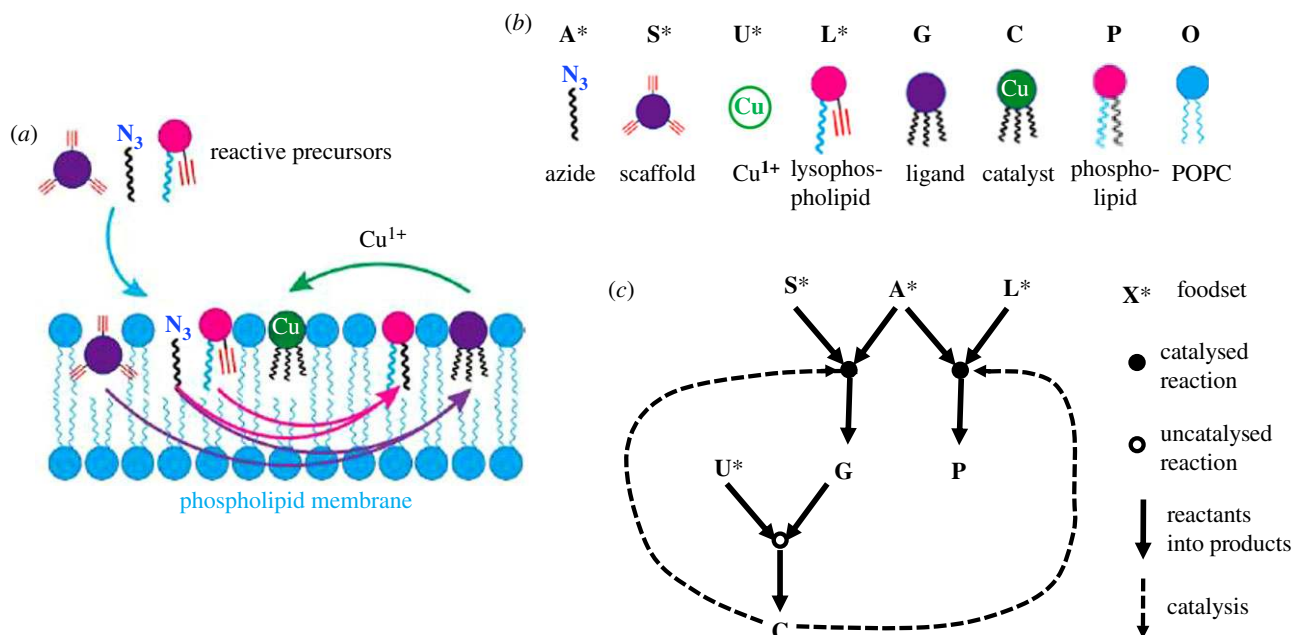 (a)
N3
reactive precursors
Cu1+
N3
Cu
phospholipid membrane
(b)
A* S* U* L* G C P O
N3
Cu
Cu
azide scaffold Cu1+ lysophos-
pholipid ligand catalyst phospho-
lipid POPC
(c)
S* A* L*
U* G P
C
X* foodset
catalysed
reaction
uncatalysed
reaction
reactants
into products
catalysis